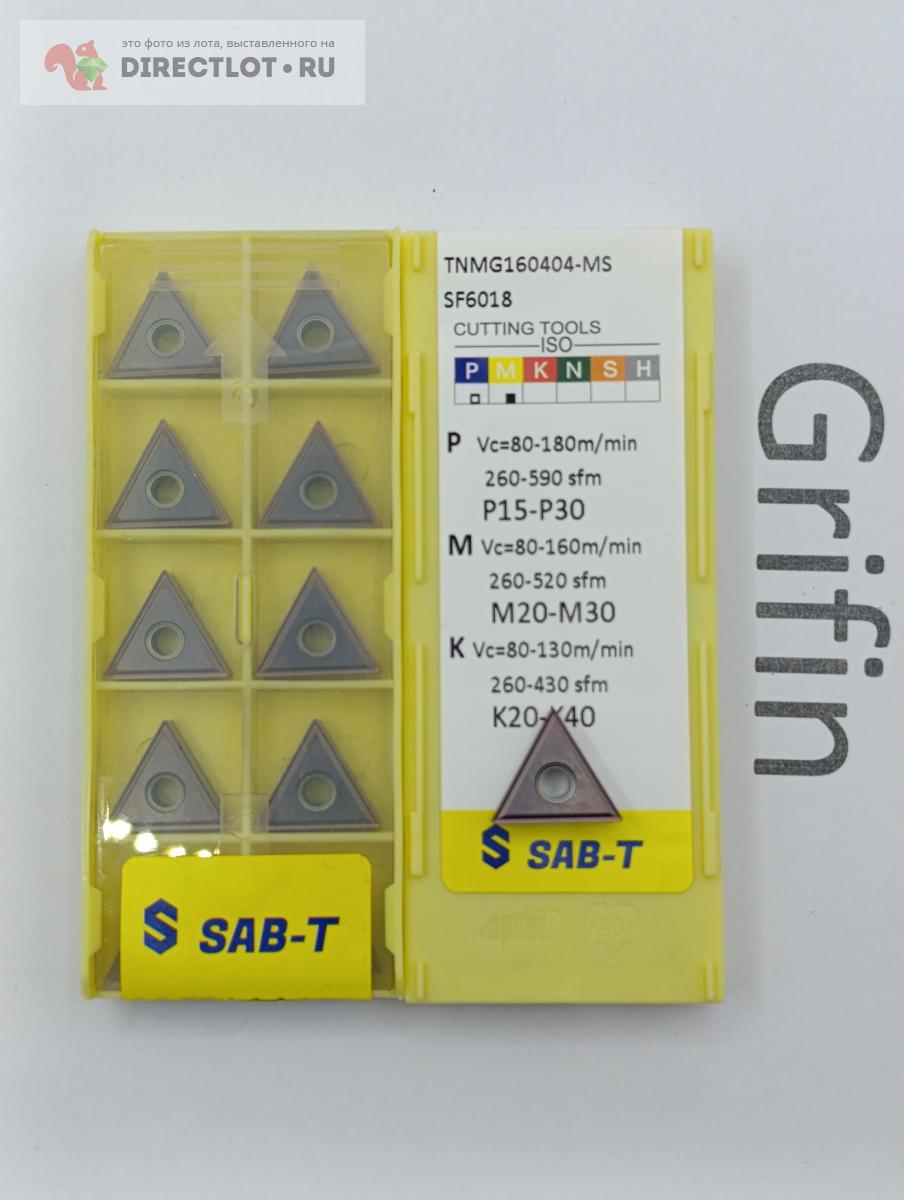 это фото из лота, выставленного на
DIRECTLOT.RU
TNMG160404-MS
SF6018
CUTTING TOOLS
ISO
P M K N S H
P Vc=80-180m/min
260-590 sfm
P15-P30
M Vc=80-160m/min
260-520 sfm
M20-M30
K Vc=80-130m/min
260-430 sfm
K20-K40
S SAB-T
S SAB-T
Grifin